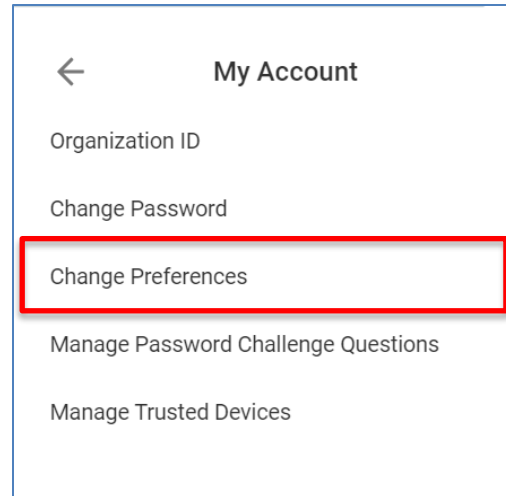 My Account
Organization ID
Change Password
Change Preferences
Manage Password Challenge Questions
Manage Trusted Devices